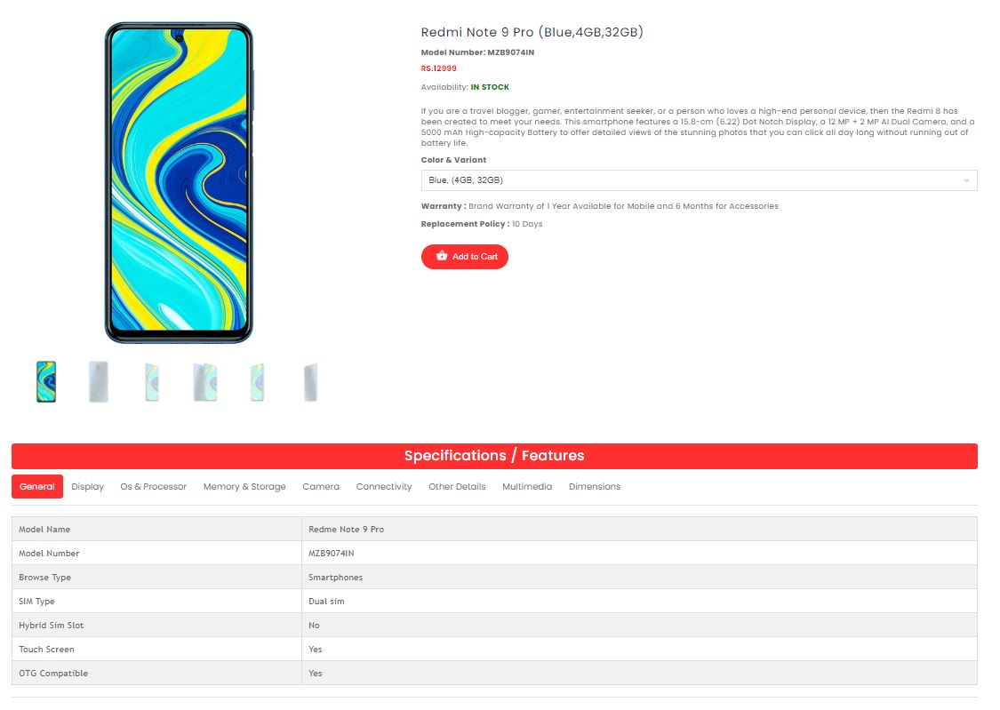 Redmi Note 9 Pro (Blue,4GB,32GB)
Model Number: MZB9074IN
RS.12999
Availability: IN STOCK
If you are a travel blogger, gamer, entertainment seeker, or a person who loves a high-end personal device, then the Redmi 8 has
been created to meet your needs. This smartphone features a 15.8-cm (6.22) Dot Notch Display, a 12 MP + 2 MP AI Dual Camera, and a
5000 mAh High-capacity Battery to offer detailed views of the stunning photos that you can click all day long without running out of
battery life.
Color & Variant
Blue, (4GB, 32GB)
Warranty : Brand Warranty of 1 Year Available for Mobile and 6 Months for Accessories
Replacement Policy : 10 Days
Add to Cart
Specifications / Features
General Display Os & Processor Memory & Storage Camera Connectivity Other Details Multimedia Dimensions
Model Name Redme Note 9 Pro
Model Number MZB9074IN
Browse Type Smartphones
SIM Type Dual sim
Hybrid Sim Slot No
Touch Screen Yes
OTG Compatible Yes